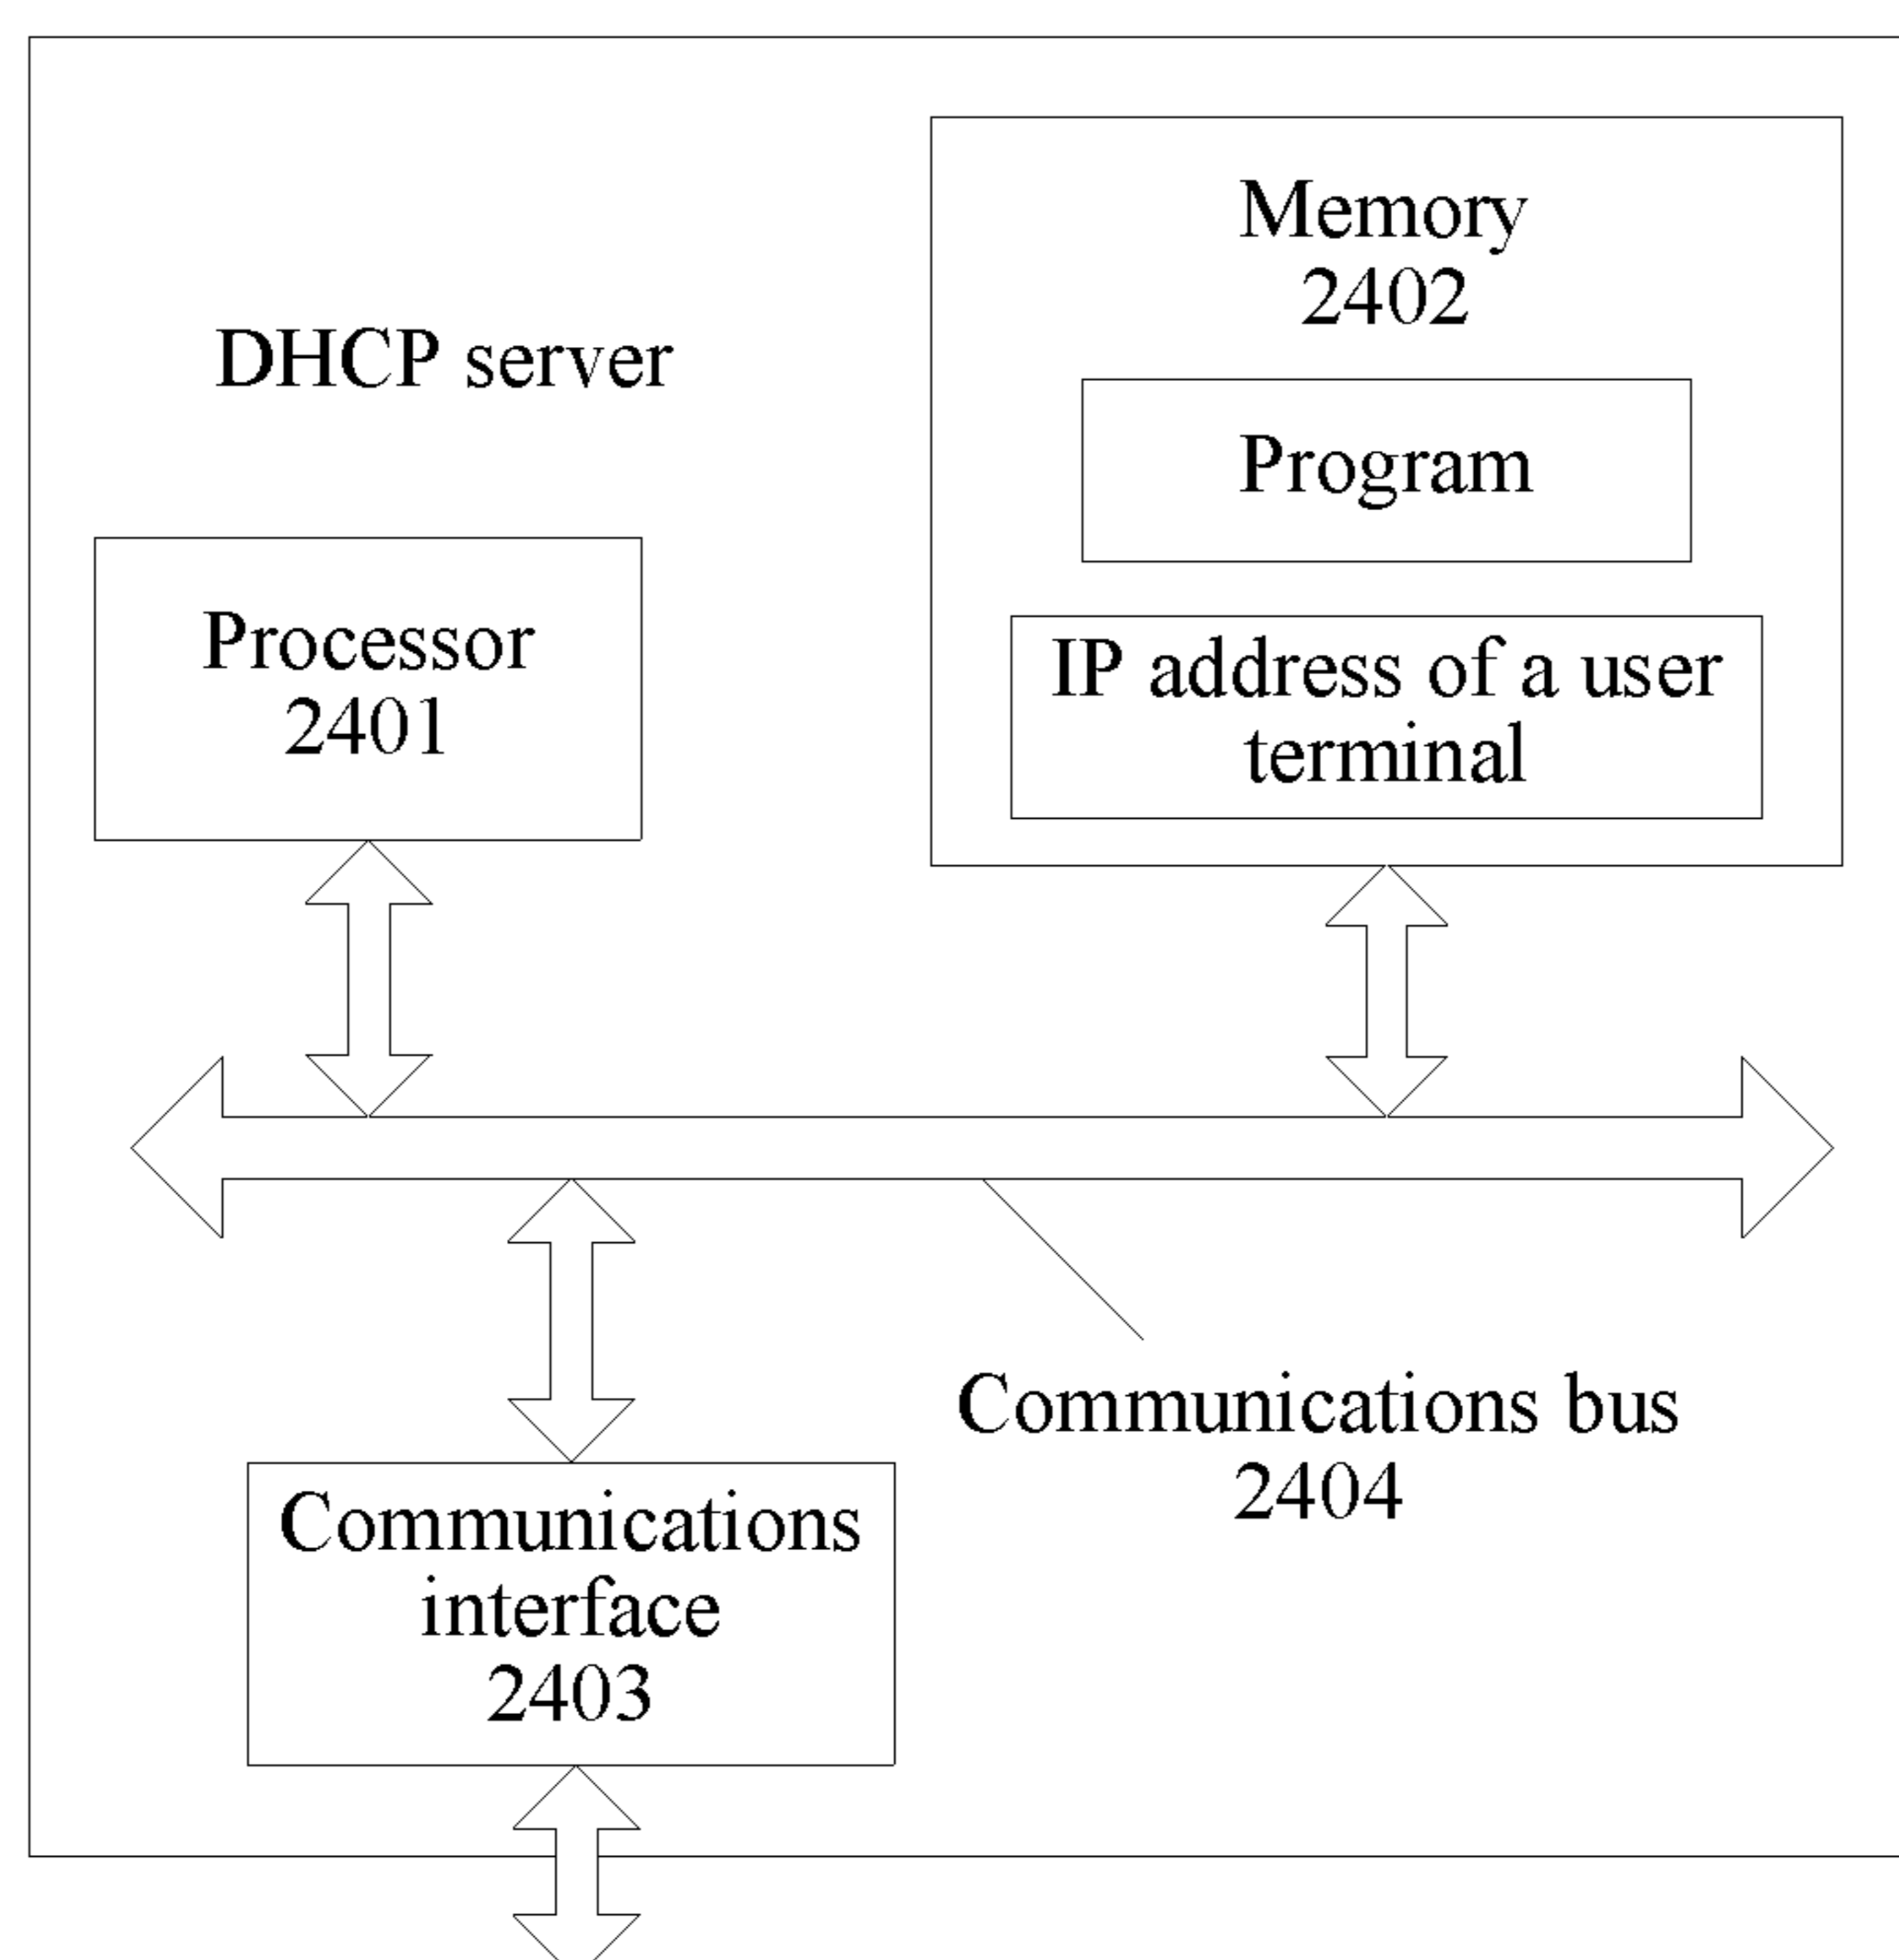 DHCP server
Memory
2402
Program
IP address of a user
terminal
Processor
2401
Communications bus
2404
Communications
interface
2403